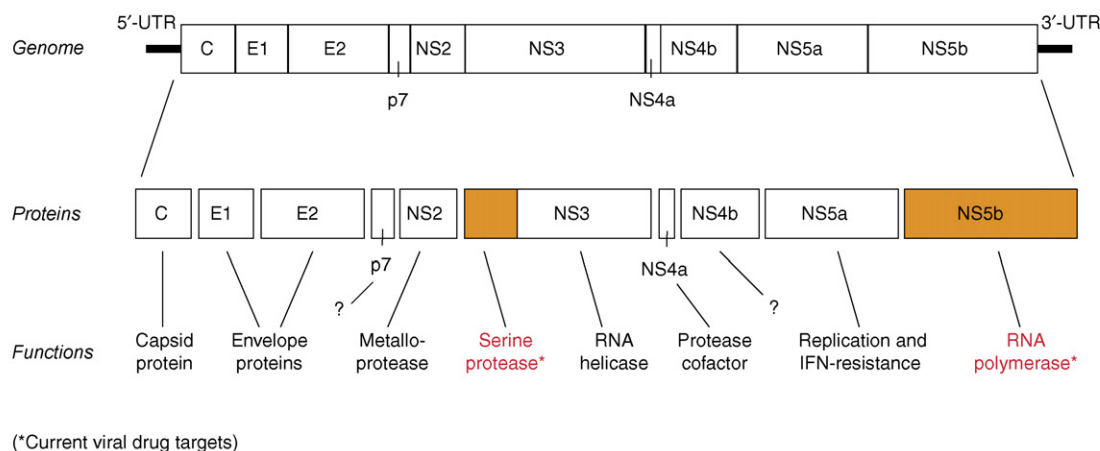 5′-UTR
3′-UTR
Genome
C
E1
E2
NS2
NS3
NS4b
NS5a
NS5b
p7
NS4a
Proteins
C
E1
E2
NS2
NS3
NS4b
NS5a
NS5b
p7
NS4a
?
?
Functions
Capsid
protein
Envelope
proteins
Metallo-
protease
Serine
protease*
RNA
helicase
Protease
cofactor
Replication and
IFN-resistance
RNA
polymerase*
(*Current viral drug targets)